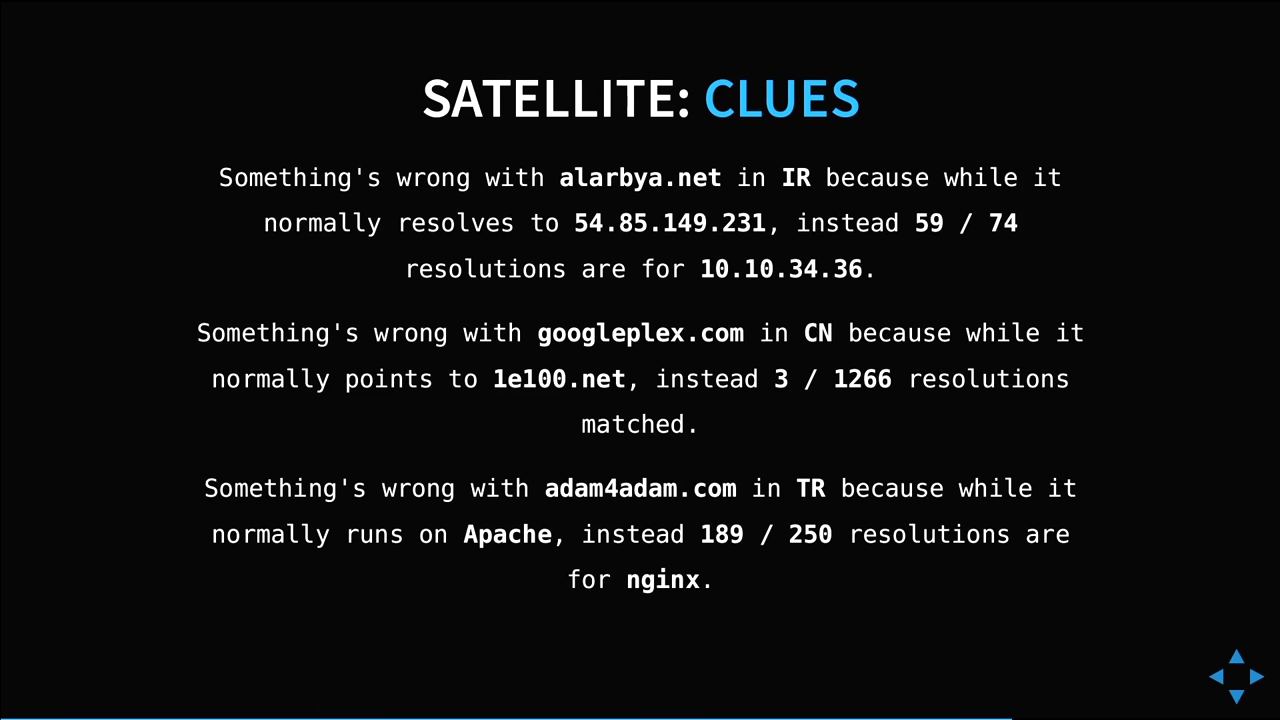 SATELLITE: CLUES
Something's wrong with alarbya.net in IR because while it
normally resolves to 54.85.149.231, instead 59 / 74
resolutions are for 10.10.34.36.
Something's wrong with googleplex.com in CN because while it
normally points to 1e100.net, instead 3 / 1266 resolutions
matched.
Something's wrong with adam4adam.com in TR because while it
normally runs on Apache, instead 189 / 250 resolutions are
for nginx.